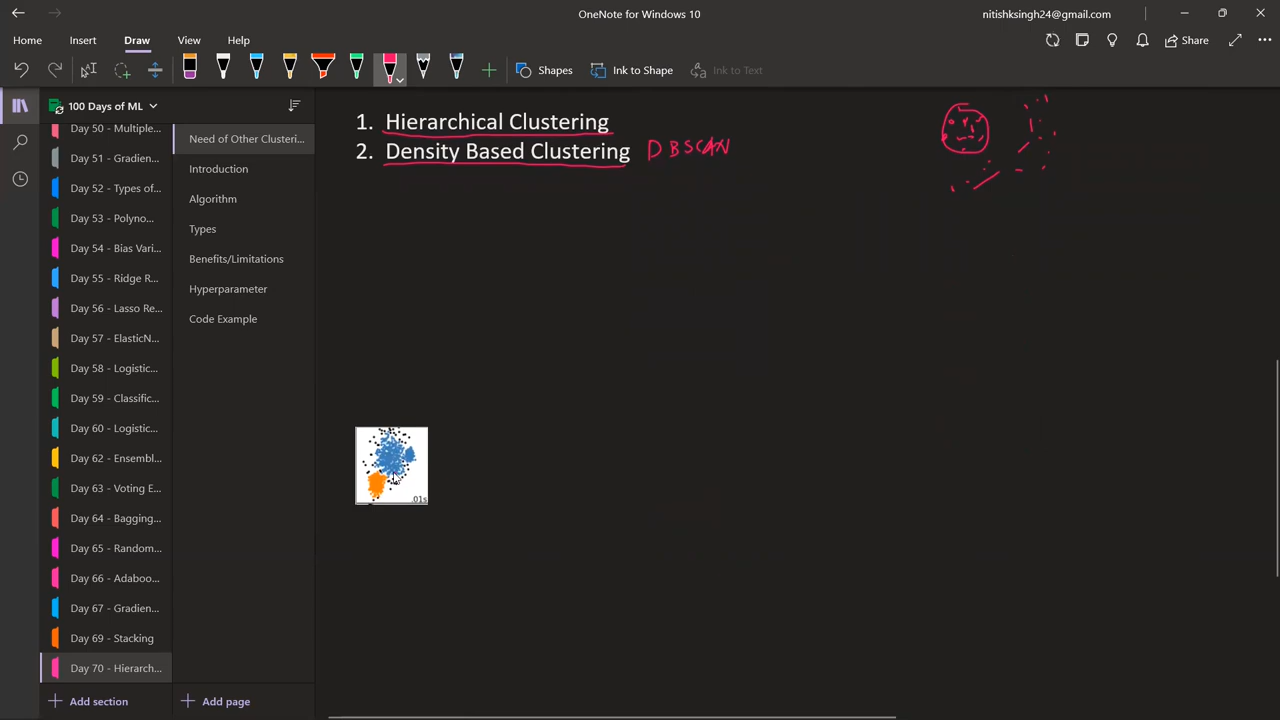 OneNote for Windows 10
nitishksingh24@gmail.com
Home Insert Draw View Help
Share
Shapes
Ink to Shape
Ink to Text
100 Days of ML
Day 50 - Multiple...
Day 51 - Gradien...
Day 52 - Types of...
Day 53 - Polyno...
Day 54 - Bias Vari...
Day 55 - Ridge R...
Day 56 - Lasso Re...
Day 57 - ElasticN...
Day 58 - Logistic...
Day 59 - Classific...
Day 60 - Logistic...
Day 62 - Ensembl...
Day 63 - Voting E...
Day 64 - Bagging...
Day 65 - Random...
Day 66 - Adaboo...
Day 67 - Gradien...
Day 69 - Stacking
Day 70 - Hierarch...
Add section
Need of Other Clusteri...
Introduction
Algorithm
Types
Benefits/Limitations
Hyperparameter
Code Example
Add page
1. Hierarchical Clustering
2. Density Based Clustering DBSCAN
.01s